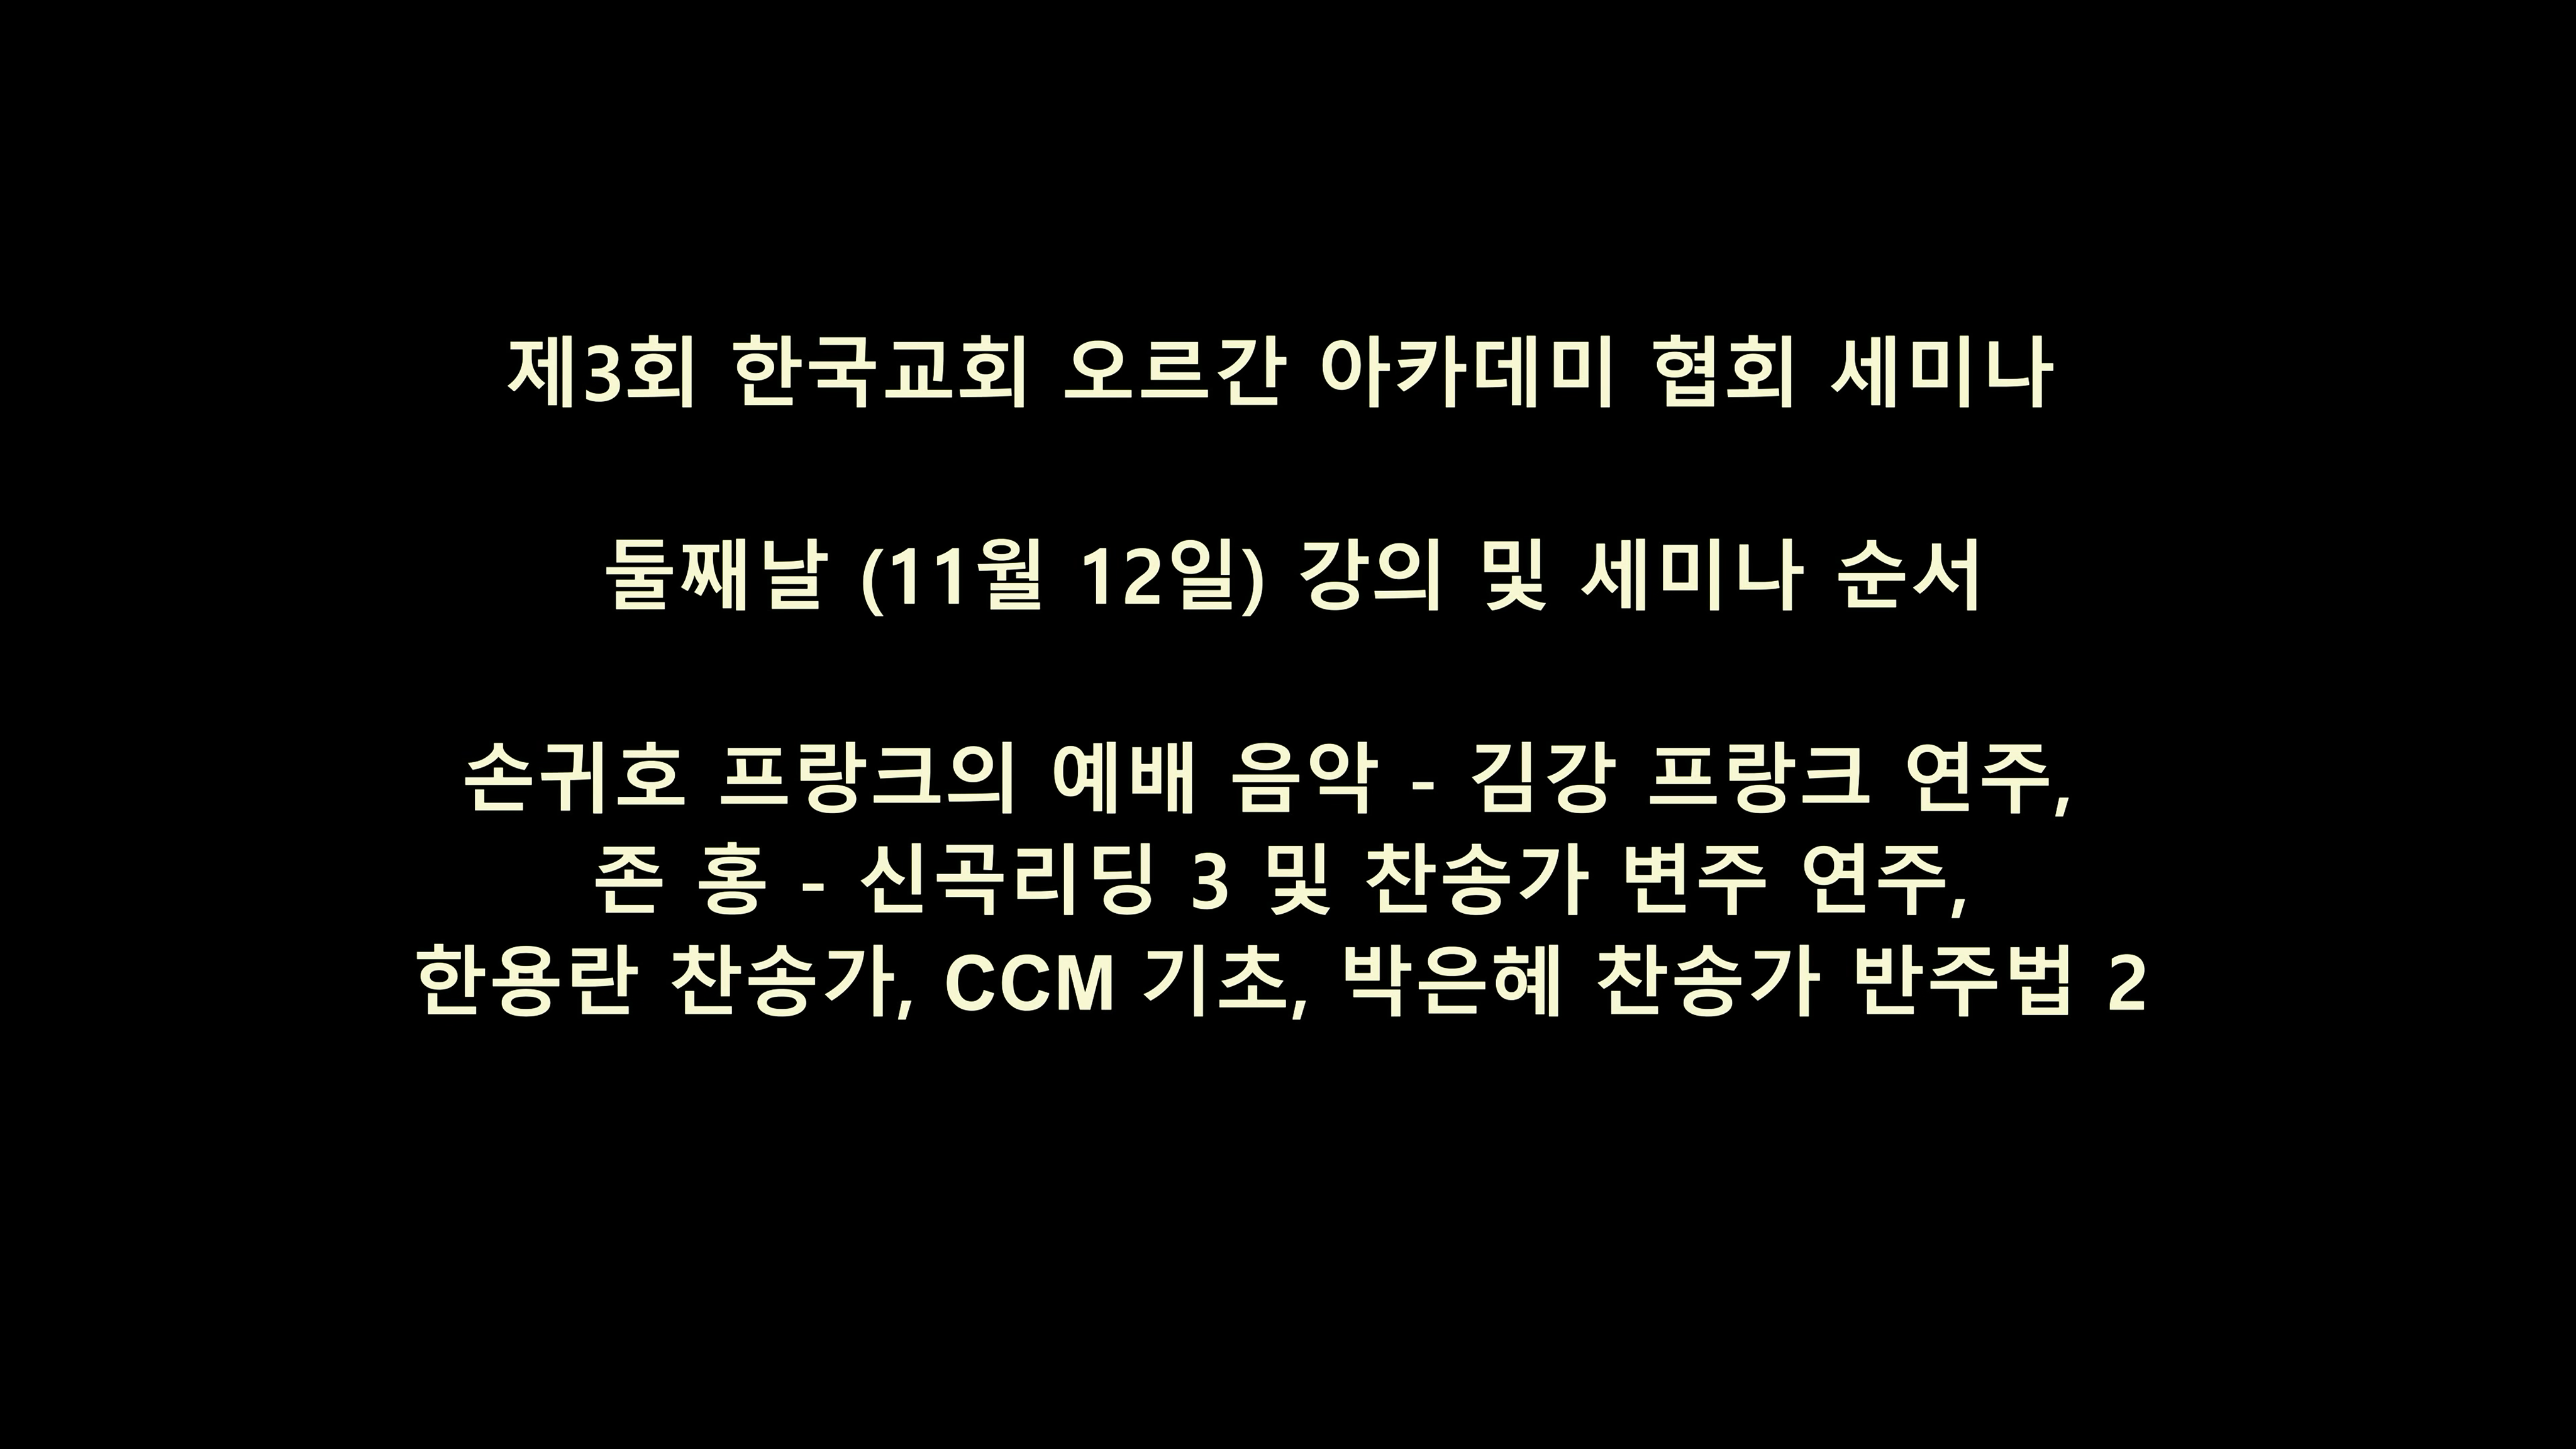 제3회 한국교회 오르간 아카데미 협회 세미나
둘째날 (11월 12일) 강의 및 세미나 순서
손귀호 프랑크의 예배 음악 - 김강 프랑크 연주,
존 홍 - 신곡리딩 3 및 찬송가 변주 연주,
한용란 찬송가, CCM 기초, 박은혜 찬송가 반주법 2